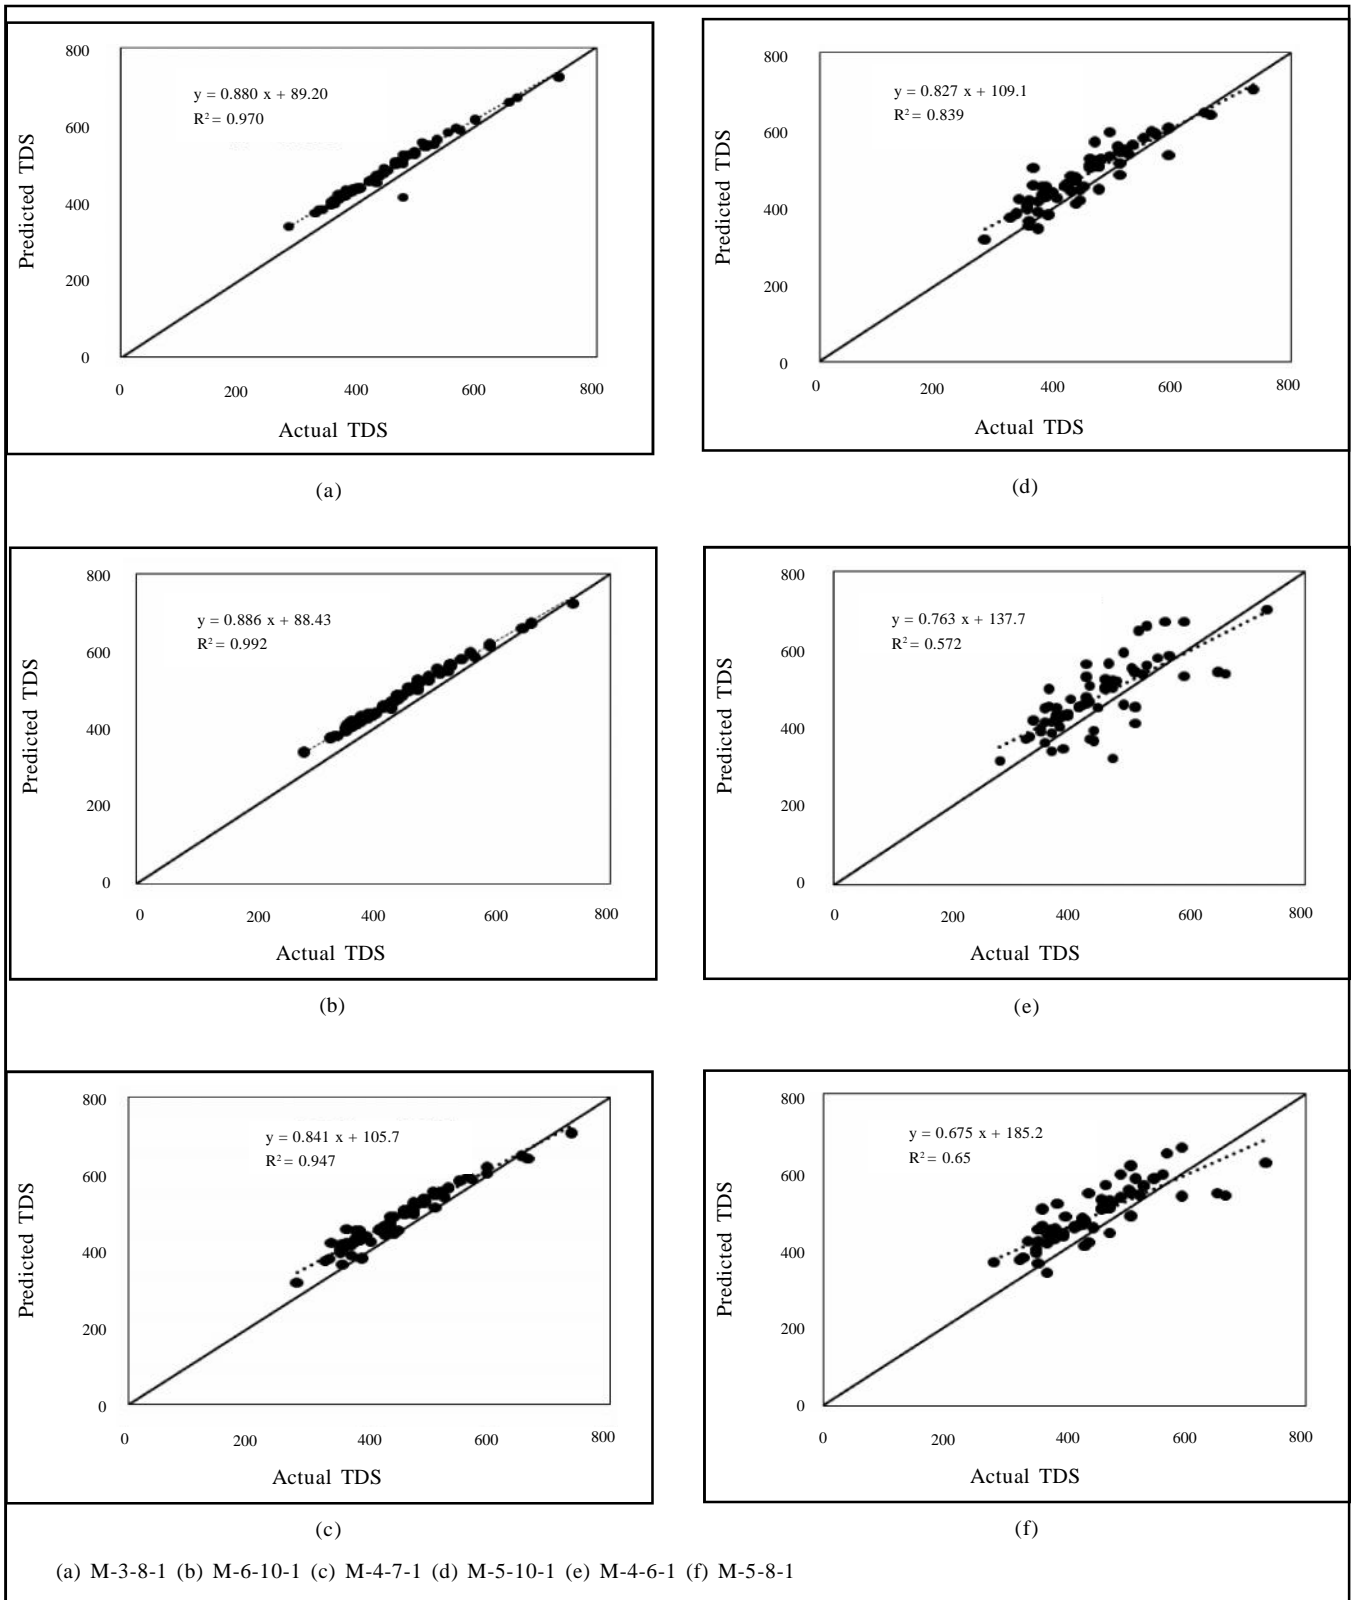 800
600
400
200
0
Predicted TDS
y = 0.880 x + 89.20
R² = 0.970
0 200 400 600 800
Actual TDS
(a)
800
600
400
200
0
Predicted TDS
y = 0.827 x + 109.1
R² = 0.839
0 200 400 600 800
Actual TDS
(d)
800
600
400
200
0
Predicted TDS
y = 0.886 x + 88.43
R² = 0.992
0 200 400 600 800
Actual TDS
(b)
800
600
400
200
0
Predicted TDS
y = 0.763 x + 137.7
R² = 0.572
0 200 400 600 800
Actual TDS
(e)
800
600
400
200
0
Predicted TDS
y = 0.841 x + 105.7
R² = 0.947
0 200 400 600 800
Actual TDS
(c)
800
600
400
200
0
Predicted TDS
y = 0.675 x + 185.2
R² = 0.65
0 200 400 600 800
Actual TDS
(f)
(a) M-3-8-1 (b) M-6-10-1 (c) M-4-7-1 (d) M-5-10-1 (e) M-4-6-1 (f) M-5-8-1